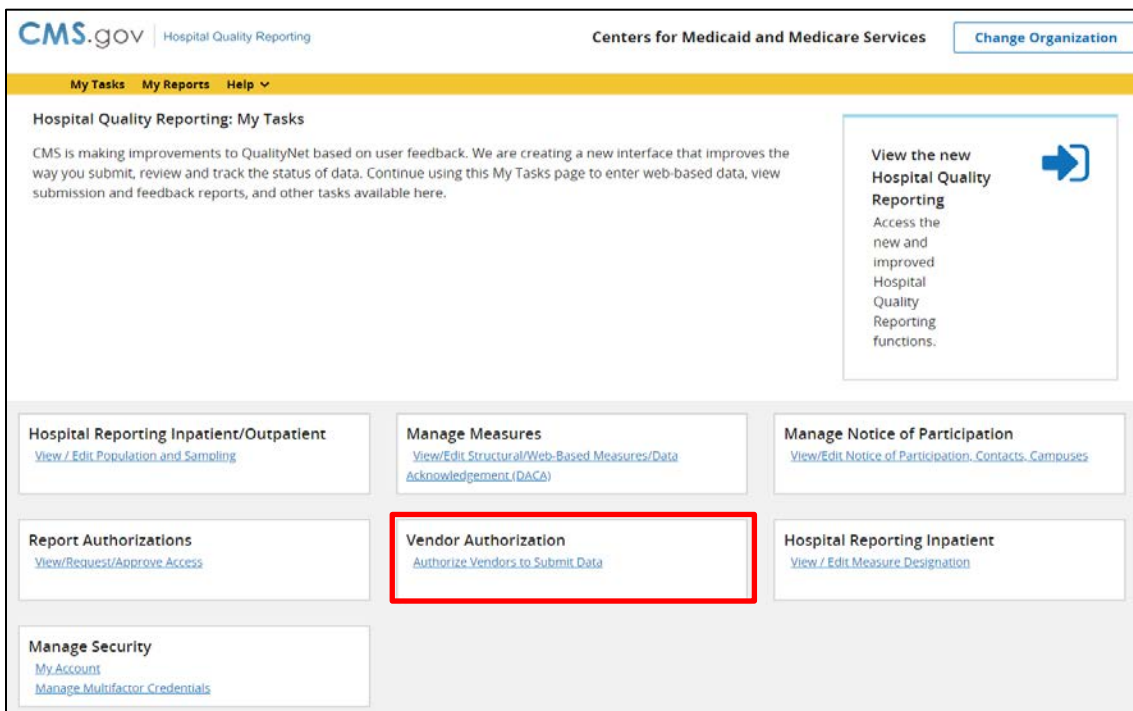 CMS.gov Hospital Quality Reporting
Centers for Medicaid and Medicare Services
Change Organization
My Tasks My Reports Help
Hospital Quality Reporting: My Tasks
CMS is making improvements to QualityNet based on user feedback. We are creating a new interface that improves the
way you submit, review and track the status of data. Continue using this My Tasks page to enter web-based data, view
submission and feedback reports, and other tasks available here.
View the new
Hospital Quality
Reporting
Access the
new and
improved
Hospital
Quality
Reporting
functions.
Hospital Reporting Inpatient/Outpatient
View / Edit Population and Sampling
Manage Measures
View/Edit Structural/Web-Based Measures/Data
Acknowledgement (DACA)
Manage Notice of Participation
View/Edit Notice of Participation, Contacts, Campuses
Report Authorizations
View/Request/Approve Access
Vendor Authorization
Authorize Vendors to Submit Data
Hospital Reporting Inpatient
View / Edit Measure Designation
Manage Security
My Account
Manage Multifactor Credentials